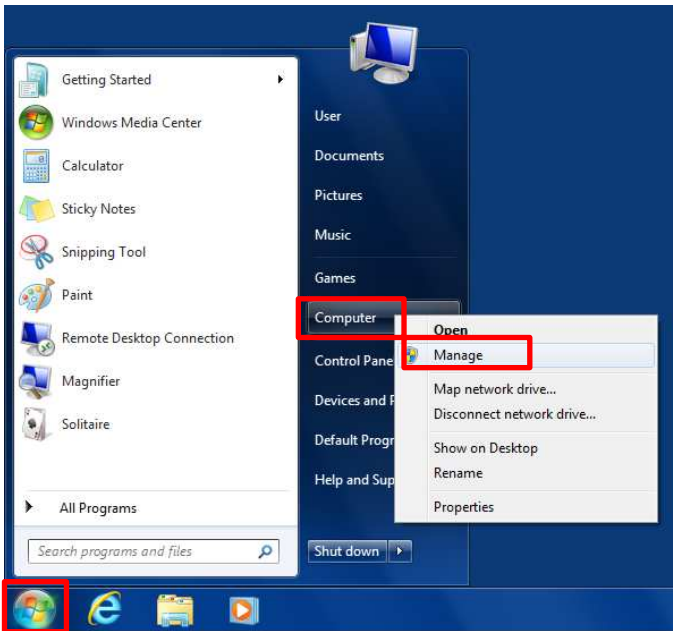 Getting Started
Windows Media Center
Calculator
Sticky Notes
Snipping Tool
Paint
Remote Desktop Connection
Magnifier
Solitaire
All Programs
Search programs and files
User
Documents
Pictures
Music
Games
Computer
Control Pane
Devices and P
Default Progr
Help and Sup
Shut down
Open
Manage
Map network drive...
Disconnect network drive...
Show on Desktop
Rename
Properties